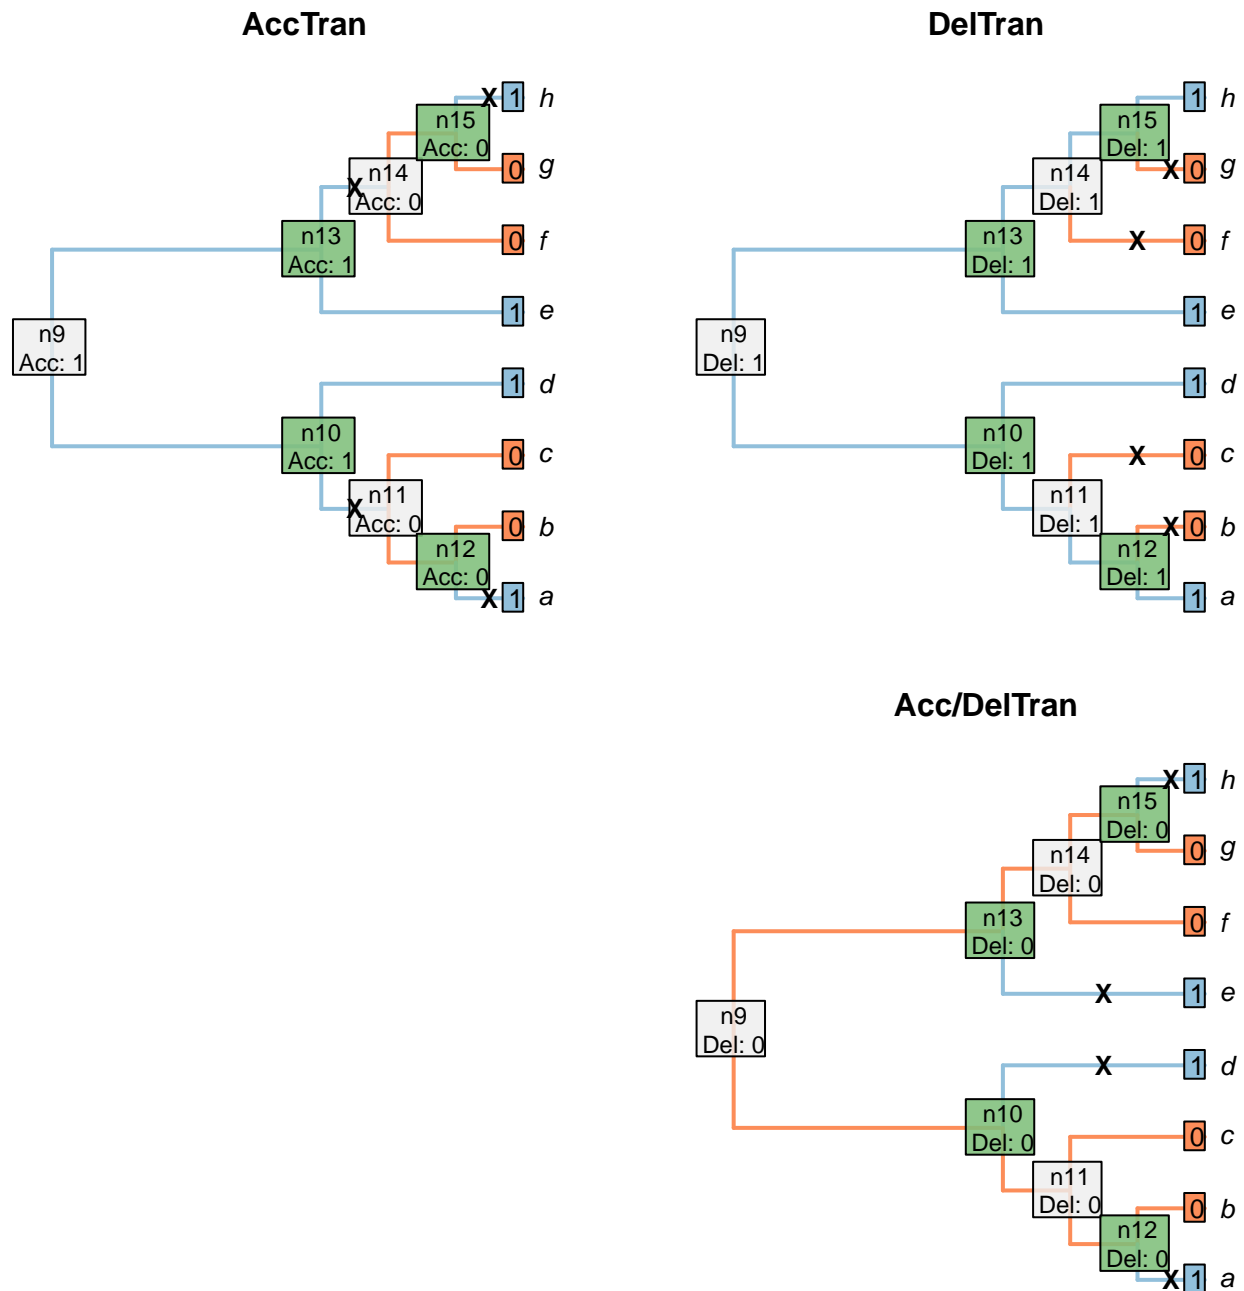 AccTran
X 1 h
n15
Acc: 0
0 g
n14
X Acc: 0
0 f
n13
Acc: 1
1 e
n9
Acc: 1
1 d
n10
Acc: 1
0 c
n11
X Acc: 0
0 b
n12
Acc: 0
X 1 a
DelTran
1 h
n15
Del: 1
X 0 g
n14
Del: 1
X 0 f
n13
Del: 1
1 e
n9
Del: 1
1 d
n10
Del: 1
X 0 c
n11
Del: 1
X 0 b
n12
Del: 1
1 a
Acc/DelTran
X 1 h
n15
Del: 0
0 g
n14
Del: 0
0 f
n13
Del: 0
X 1 e
n9
Del: 0
X 1 d
n10
Del: 0
0 c
n11
Del: 0
0 b
n12
Del: 0
X 1 a